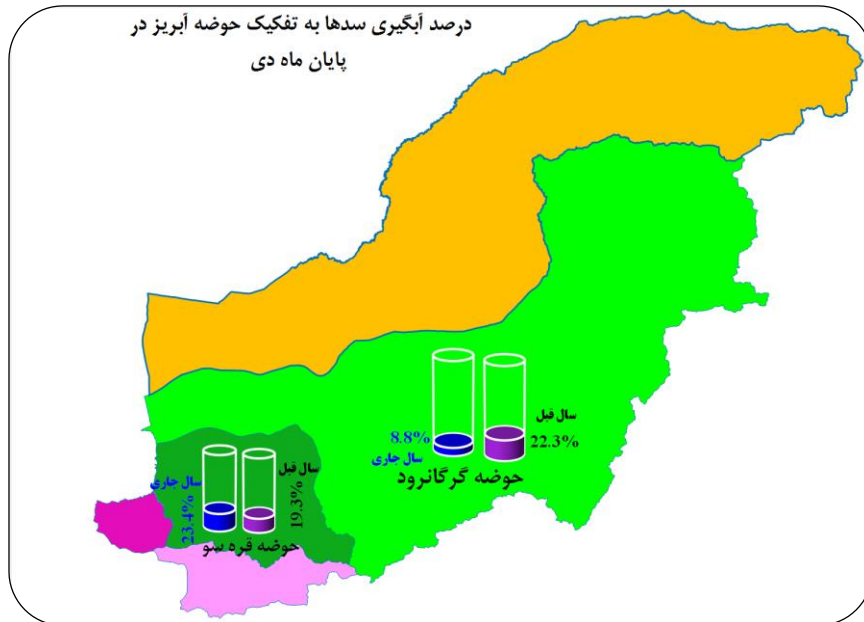 درصد آبگیری سدها به تفکیک حوضه آبریز در
پایان ماه دی
سال قبل
22.3%
8.8%
سال جاری
حوضه گرگانرود
سال قبل
19.3%
سال جاری
23.4%
حوضه قره سو